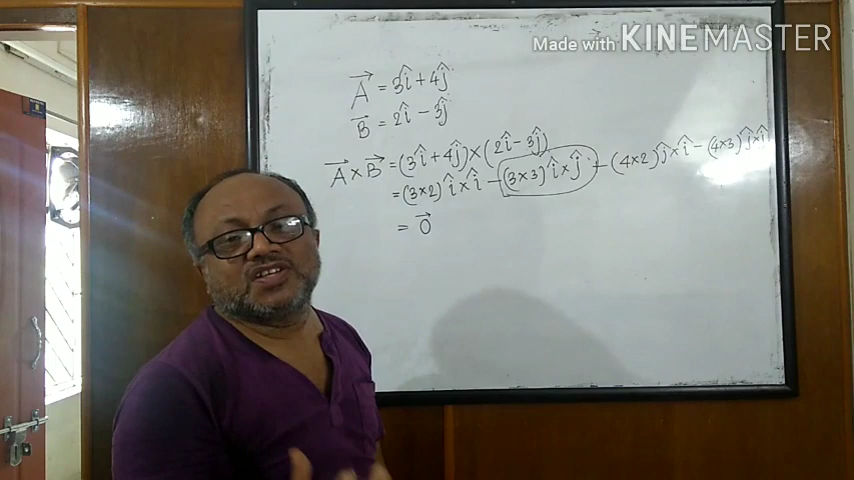 Made with KINEMASTER
A⃗ = 3î + 4ĵ
B⃗ = 2î − 3ĵ
A⃗ × B⃗ = (3î + 4ĵ) × (2î − 3ĵ)
= (3×2) î × î − (3×3) î × ĵ + (4×2) ĵ × î − (4×3) ĵ × ĵ
= 0⃗